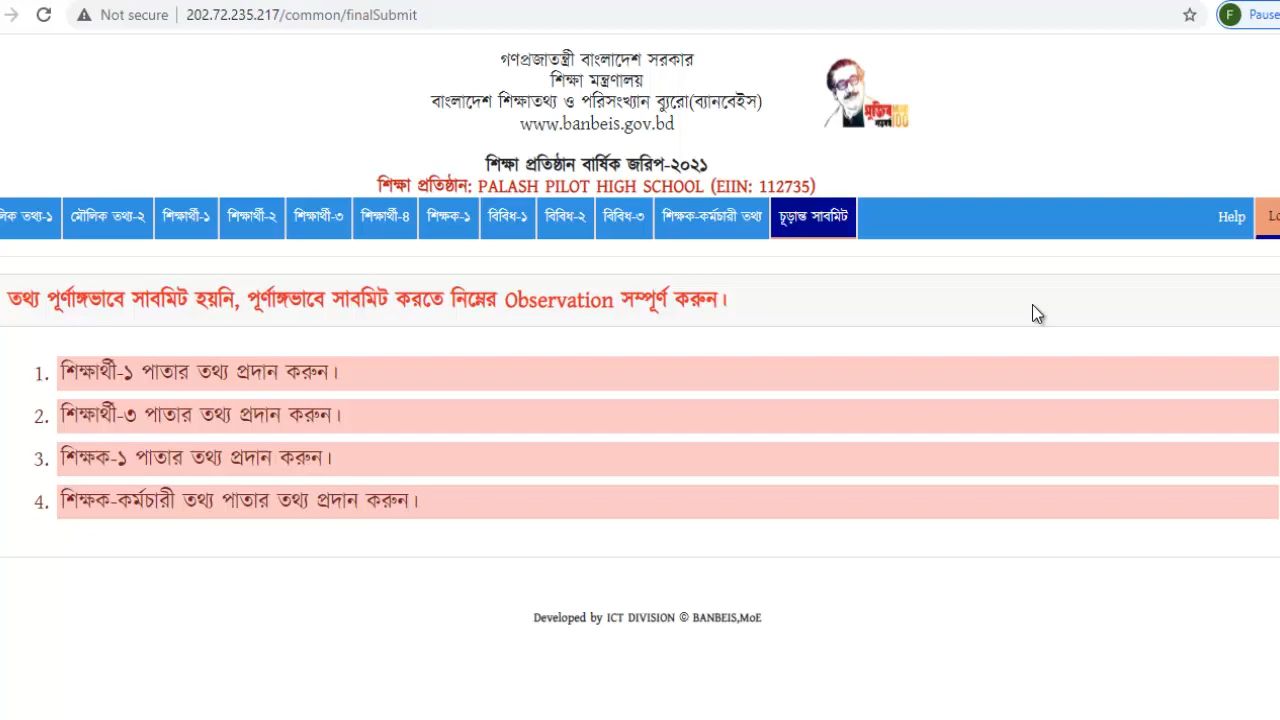 Not secure | 202.72.235.217/common/finalSubmit
F Pause
গণপ্রজাতন্ত্রী বাংলাদেশ সরকার
শিক্ষা মন্ত্রণালয়
বাংলাদেশ শিক্ষাতথ্য ও পরিসংখ্যান ব্যুরো(ব্যানবেইস)
www.banbeis.gov.bd
মুজিব
100
শিক্ষা প্রতিষ্ঠান বার্ষিক জরিপ-২০২১
শিক্ষা প্রতিষ্ঠান: PALASH PILOT HIGH SCHOOL (EIIN: 112735)
লিক তথ্য-১ মৌলিক তথ্য-২ শিক্ষার্থী-১ শিক্ষার্থী-২ শিক্ষার্থী-৩ শিক্ষার্থী-৪ শিক্ষক-১ বিবিধ-১ বিবিধ-২ বিবিধ-৩ শিক্ষক-কর্মচারী তথ্য চূড়ান্ত সাবমিট Help Lo
তথ্য পূর্ণাঙ্গভাবে সাবমিট হয়নি, পূর্ণাঙ্গভাবে সাবমিট করতে নিম্নের Observation সম্পূর্ণ করুন।
1. শিক্ষার্থী-১ পাতার তথ্য প্রদান করুন।
2. শিক্ষার্থী-৩ পাতার তথ্য প্রদান করুন।
3. শিক্ষক-১ পাতার তথ্য প্রদান করুন।
4. শিক্ষক-কর্মচারী তথ্য পাতার তথ্য প্রদান করুন।
Developed by ICT DIVISION © BANBEIS,MoE